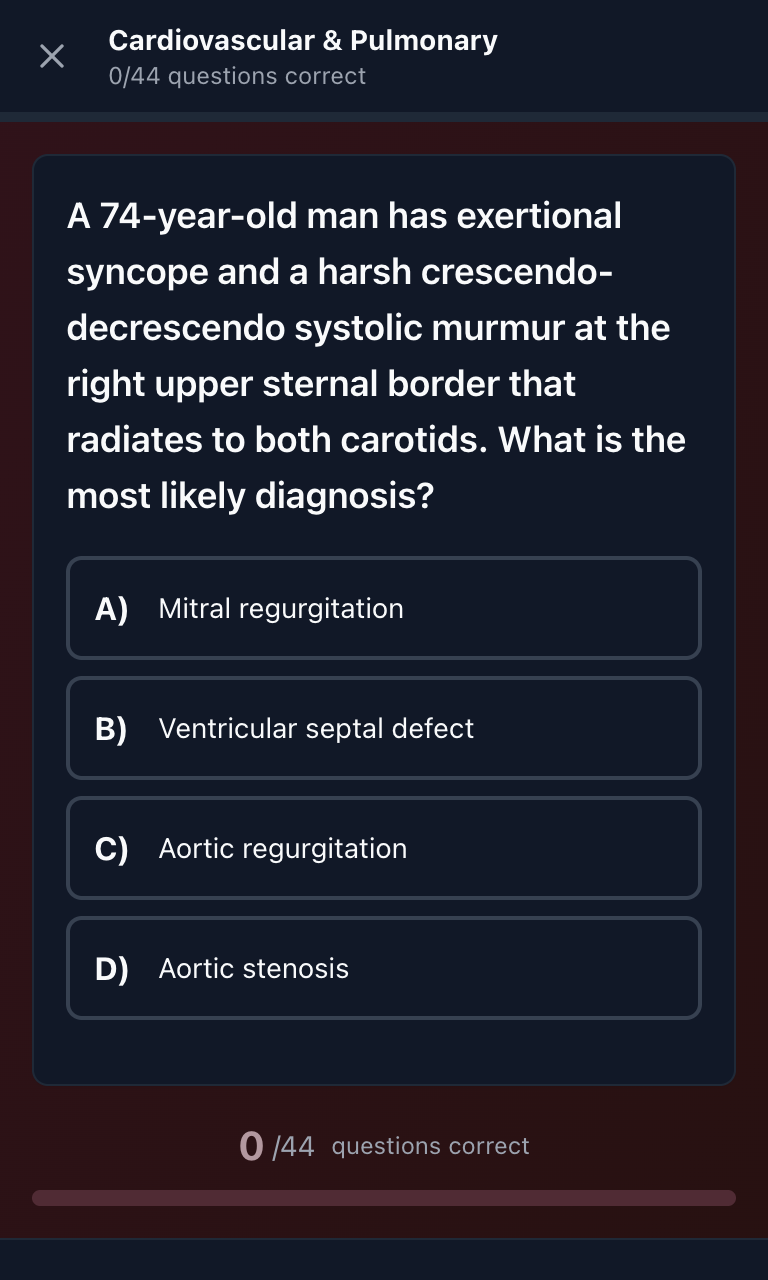 Cardiovascular & Pulmonary
0/44 questions correct
A 74-year-old man has exertional
syncope and a harsh crescendo-
decrescendo systolic murmur at the
right upper sternal border that
radiates to both carotids. What is the
most likely diagnosis?
A) Mitral regurgitation
B) Ventricular septal defect
C) Aortic regurgitation
D) Aortic stenosis
0 /44 questions correct